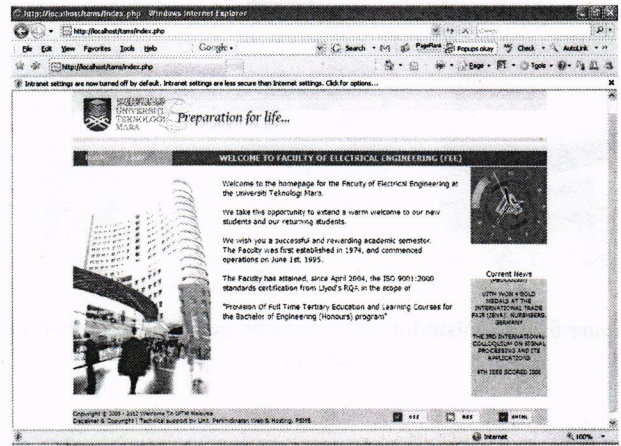 http://localhost/tams/index.php - Windows Internet Explorer
http://localhost/tams/index.php
File Edit View Favorites Tools Help Google Search PageRank Popups okay Check AutoLink
http://localhost/tams/index.php Page Tools
Intranet settings are now turned off by default. Intranet settings are less secure than Internet settings. Click for options...
UNIVERSITI
TEKNOLOGI
MARA
Preparation for life...
WELCOME TO FACULTY OF ELECTRICAL ENGINEERING (FEE)
Welcome to the homepage for the Faculty of Electrical Engineering at
the Universiti Teknologi Mara.
We take this opportunity to extend a warm welcome to our new
students and our returning students.
We wish you a successful and rewarding academic semester.
The Faculty was first established in 1974, and commenced
operations on June 1st, 1995.
The Faculty has attained, since April 2004, the ISO 9001:2000
standards certification from Llyod's RQA in the scope of
"Provision Of Full Time Tertiary Education and Learning Courses for
the Bachelor of Engineering (Honours) program"
Current News
UITM WON 4 GOLD
MEDALS AT THE
INTERNATIONAL TRADE
FAIR (IENA), NUREMBERG,
GERMANY
THE 3RD INTERNATIONAL
COLLOQUIUM ON SIGNAL
PROCESSING AND ITS
APPLICATIONS
Copyright © 2009 - 2012 Welcome To UiTM Malaysia
Disclaimer & Copyright | Technical support by Unit Perkhidmatan Web & Hosting, PSMB
CSS RSS XHTML
Internet 100%